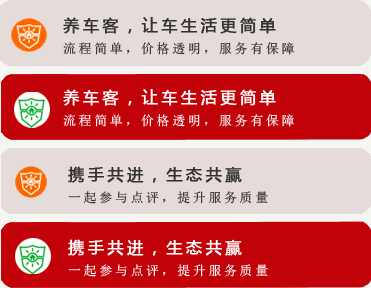 养车客，让车生活更简单
流程简单，价格透明，服务有保障
养车客，让车生活更简单
流程简单，价格透明，服务有保障
携手共进，生态共赢
一起参与点评，提升服务质量
携手共进，生态共赢
一起参与点评，提升服务质量